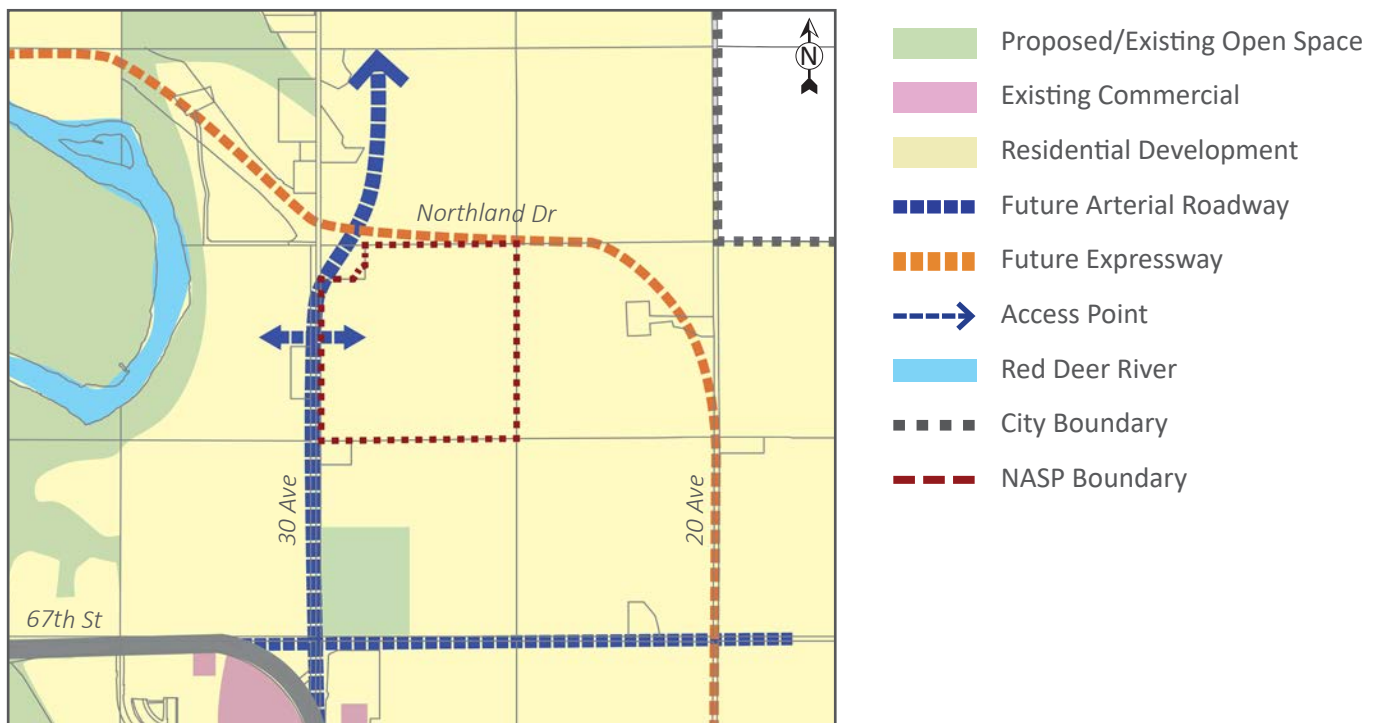 N
Northland Dr
30 Ave
20 Ave
67th St
Proposed/Existing Open Space
Existing Commercial
Residential Development
Future Arterial Roadway
Future Expressway
Access Point
Red Deer River
City Boundary
NASP Boundary